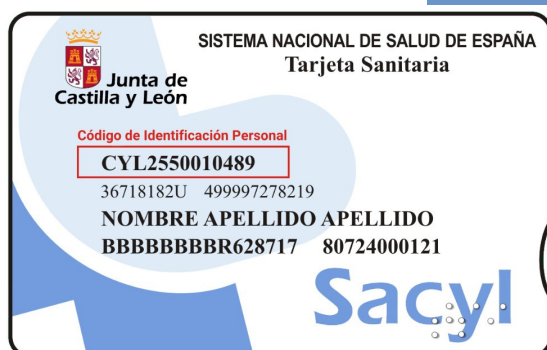 SISTEMA NACIONAL DE SALUD DE ESPAÑA
Tarjeta Sanitaria
Junta de
Castilla y León
Código de Identificación Personal
CYL2550010489
36718182U 499997278219
NOMBRE APELLIDO APELLIDO
BBBBBBBBR628717 80724000121
Sacyl